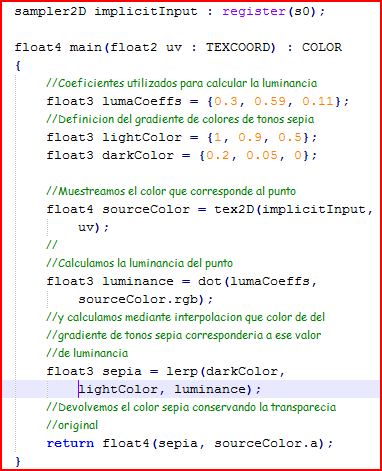 sampler2D implicitInput : register(s0);
float4 main(float2 uv : TEXCOORD) : COLOR
{
//Coeficientes utilizados para calcular la luminancia
float3 lumaCoeffs = {0.3, 0.59, 0.11};
//Definicion del gradiente de colores de tonos sepia
float3 lightColor = {1, 0.9, 0.5};
float3 darkColor = {0.2, 0.05, 0};
//Muestreamos el color que corresponde al punto
float4 sourceColor = tex2D(implicitInput,
uv);
//
//Calculamos la luminancia del punto
float3 luminance = dot(lumaCoeffs,
sourceColor.rgb);
//y calculamos mediante interpolacion que color de del
//gradiente de tonos sepia corresponderia a ese valor
//de luminancia
float3 sepia = lerp(darkColor,
lightColor, luminance);
//Devolvemos el color sepia conservando la transparecia
//original
return float4(sepia, sourceColor.a);
}